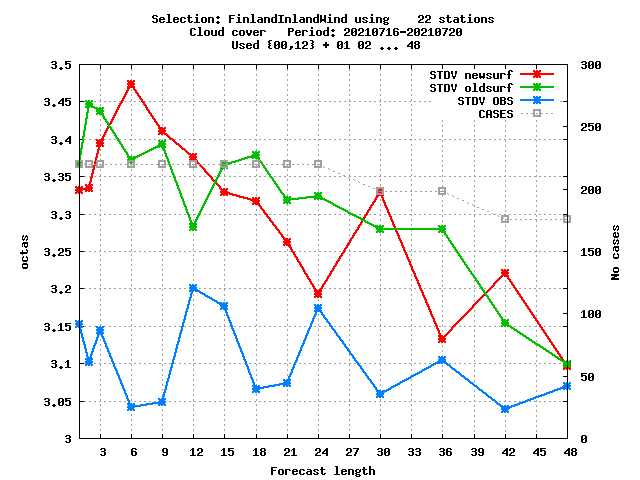 Selection: FinlandInlandWind using    22 stations
Cloud cover   Period: 20210716-20210720
Used {00,12} + 01 02 ... 48
STDV newsurf
STDV oldsurf
STDV OBS
CASES
3,5
3,45
3,4
3,35
3,3
3,25
3,2
3,15
3,1
3,05
3
octas
300
250
200
150
100
50
0
No cases
3 6 9 12 15 18 21 24 27 30 33 36 39 42 45 48
Forecast length